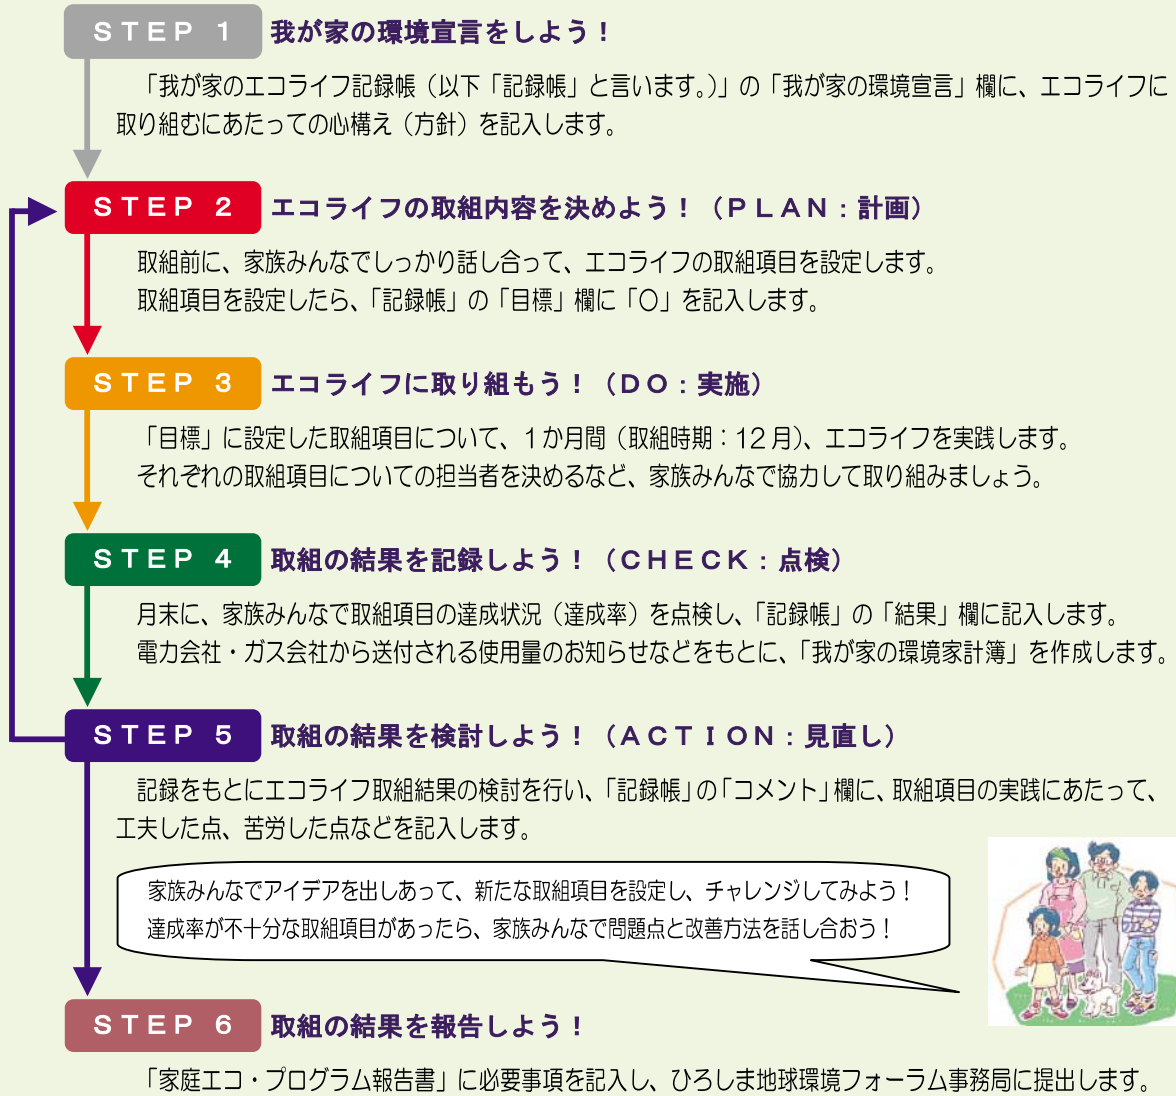 ＳＴＥＰ １ 我が家の環境宣言をしよう！
「我が家のエコライフ記録帳（以下「記録帳」と言います。）」の「我が家の環境宣言」欄に、エコライフに
取り組むにあたっての心構え（方針）を記入します。
ＳＴＥＰ ２ エコライフの取組内容を決めよう！（ＰＬＡＮ：計画）
取組前に、家族みんなでしっかり話し合って、エコライフの取組項目を設定します。
取組項目を設定したら、「記録帳」の「目標」欄に「〇」を記入します。
ＳＴＥＰ ３ エコライフに取り組もう！（ＤＯ：実施）
「目標」に設定した取組項目について、１か月間（取組時期：12月）、エコライフを実践します。
それぞれの取組項目についての担当者を決めるなど、家族みんなで協力して取り組みましょう。
ＳＴＥＰ ４ 取組の結果を記録しよう！（ＣＨＥＣＫ：点検）
月末に、家族みんなで取組項目の達成状況（達成率）を点検し、「記録帳」の「結果」欄に記入します。
電力会社・ガス会社から送付される使用量のお知らせなどをもとに、「我が家の環境家計簿」を作成します。
ＳＴＥＰ ５ 取組の結果を検討しよう！（ＡＣＴＩＯＮ：見直し）
記録をもとにエコライフ取組結果の検討を行い、「記録帳」の「コメント」欄に、取組項目の実践にあたって、
工夫した点、苦労した点などを記入します。
家族みんなでアイデアを出しあって、新たな取組項目を設定し、チャレンジしてみよう！
達成率が不十分な取組項目があったら、家族みんなで問題点と改善方法を話し合おう！
ＳＴＥＰ ６ 取組の結果を報告しよう！
「家庭エコ・プログラム報告書」に必要事項を記入し、ひろしま地球環境フォーラム事務局に提出します。